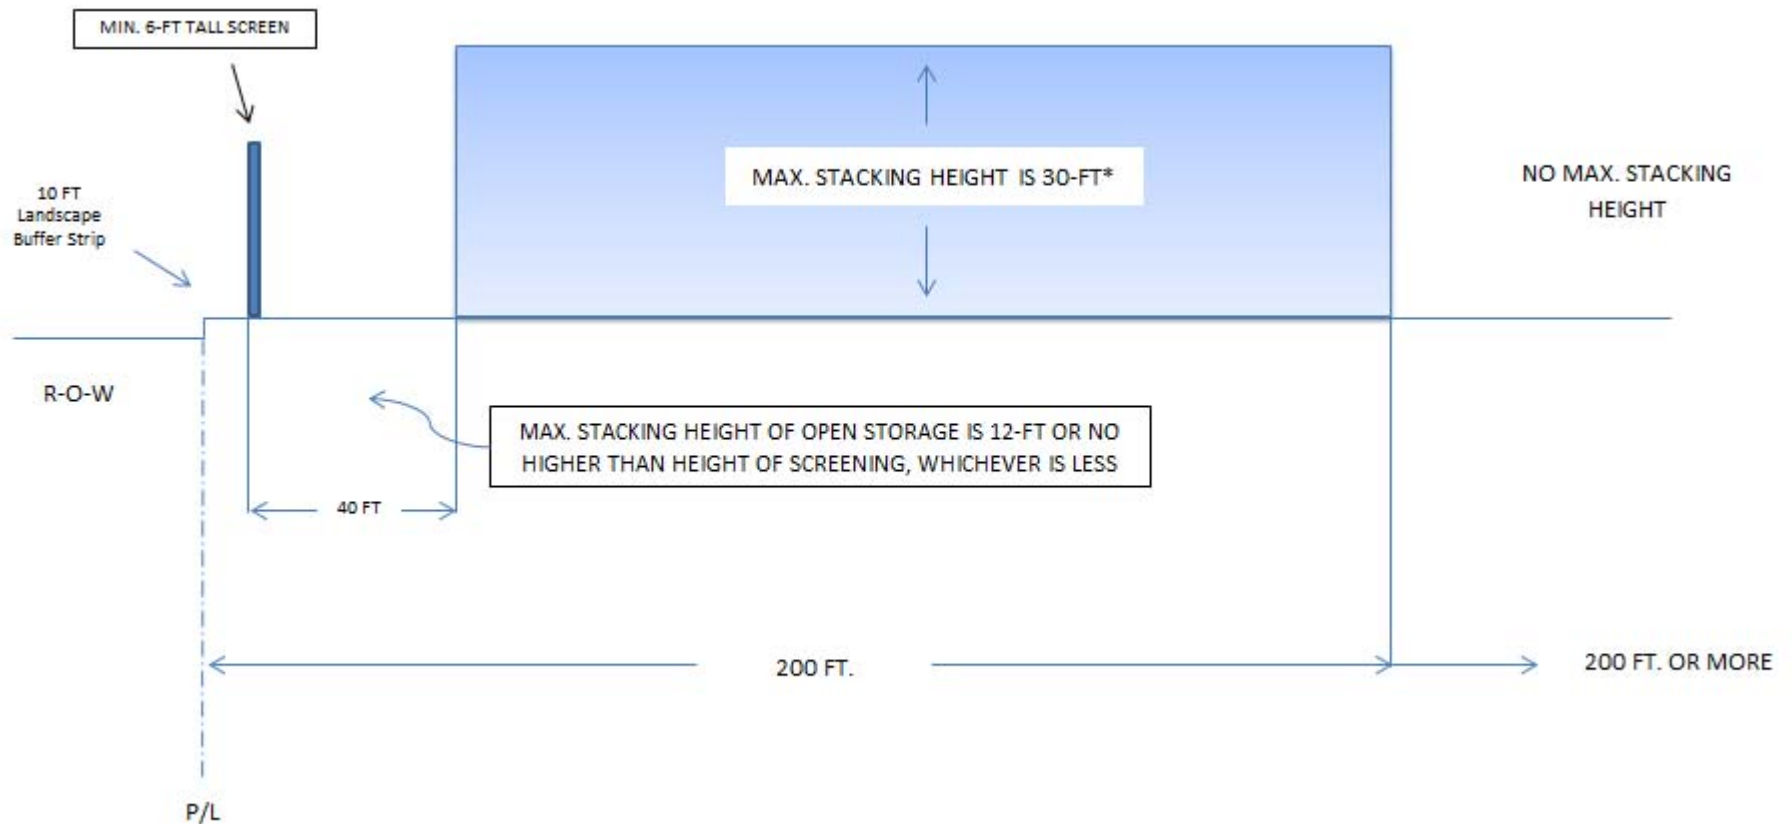 MIN. 6-FT TALL SCREEN
10 FT
Landscape
Buffer Strip
MAX. STACKING HEIGHT IS 30-FT*
NO MAX. STACKING
HEIGHT
R-O-W
MAX. STACKING HEIGHT OF OPEN STORAGE IS 12-FT OR NO
HIGHER THAN HEIGHT OF SCREENING, WHICHEVER IS LESS
40 FT
200 FT.
200 FT. OR MORE
P/L